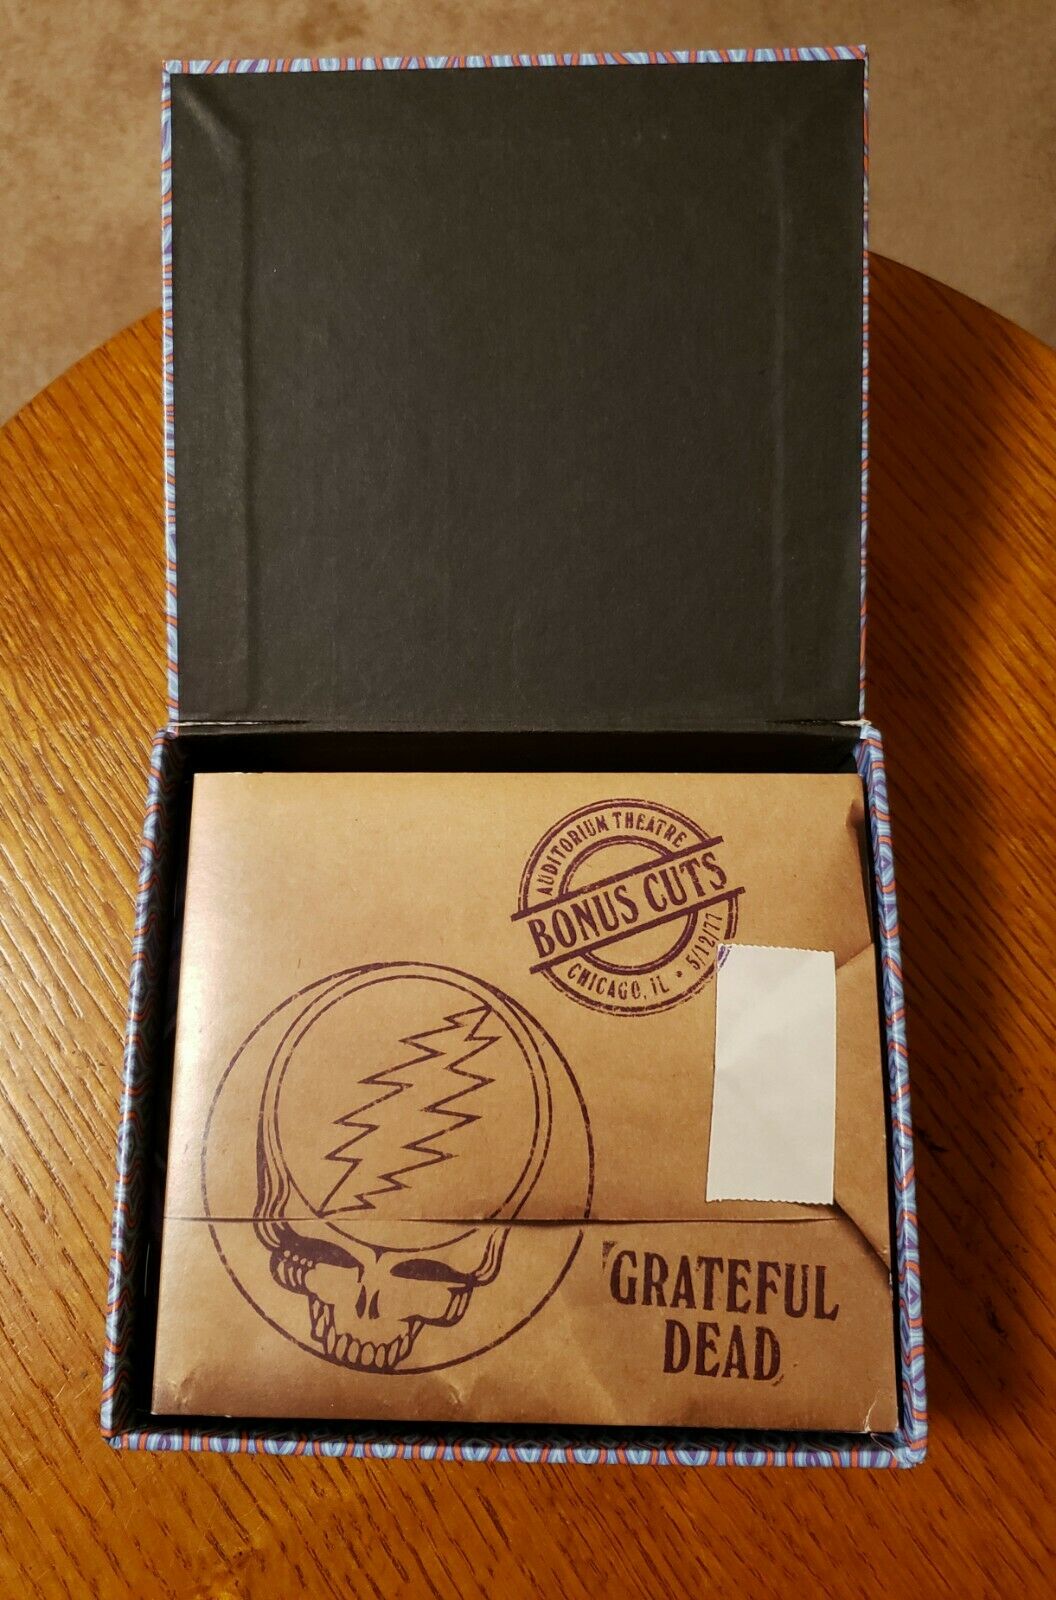 AUDITORIUM THEATRE
BONUS CUTS
CHICAGO, IL • 5/12/77
GRATEFUL
DEAD